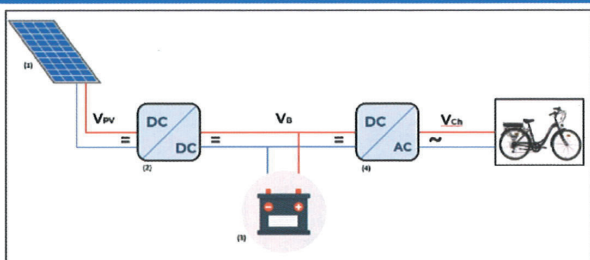 (1)
VPV
=
DC
DC
=
(2)
VB
=
DC
AC
~
(4)
VCh
(3)